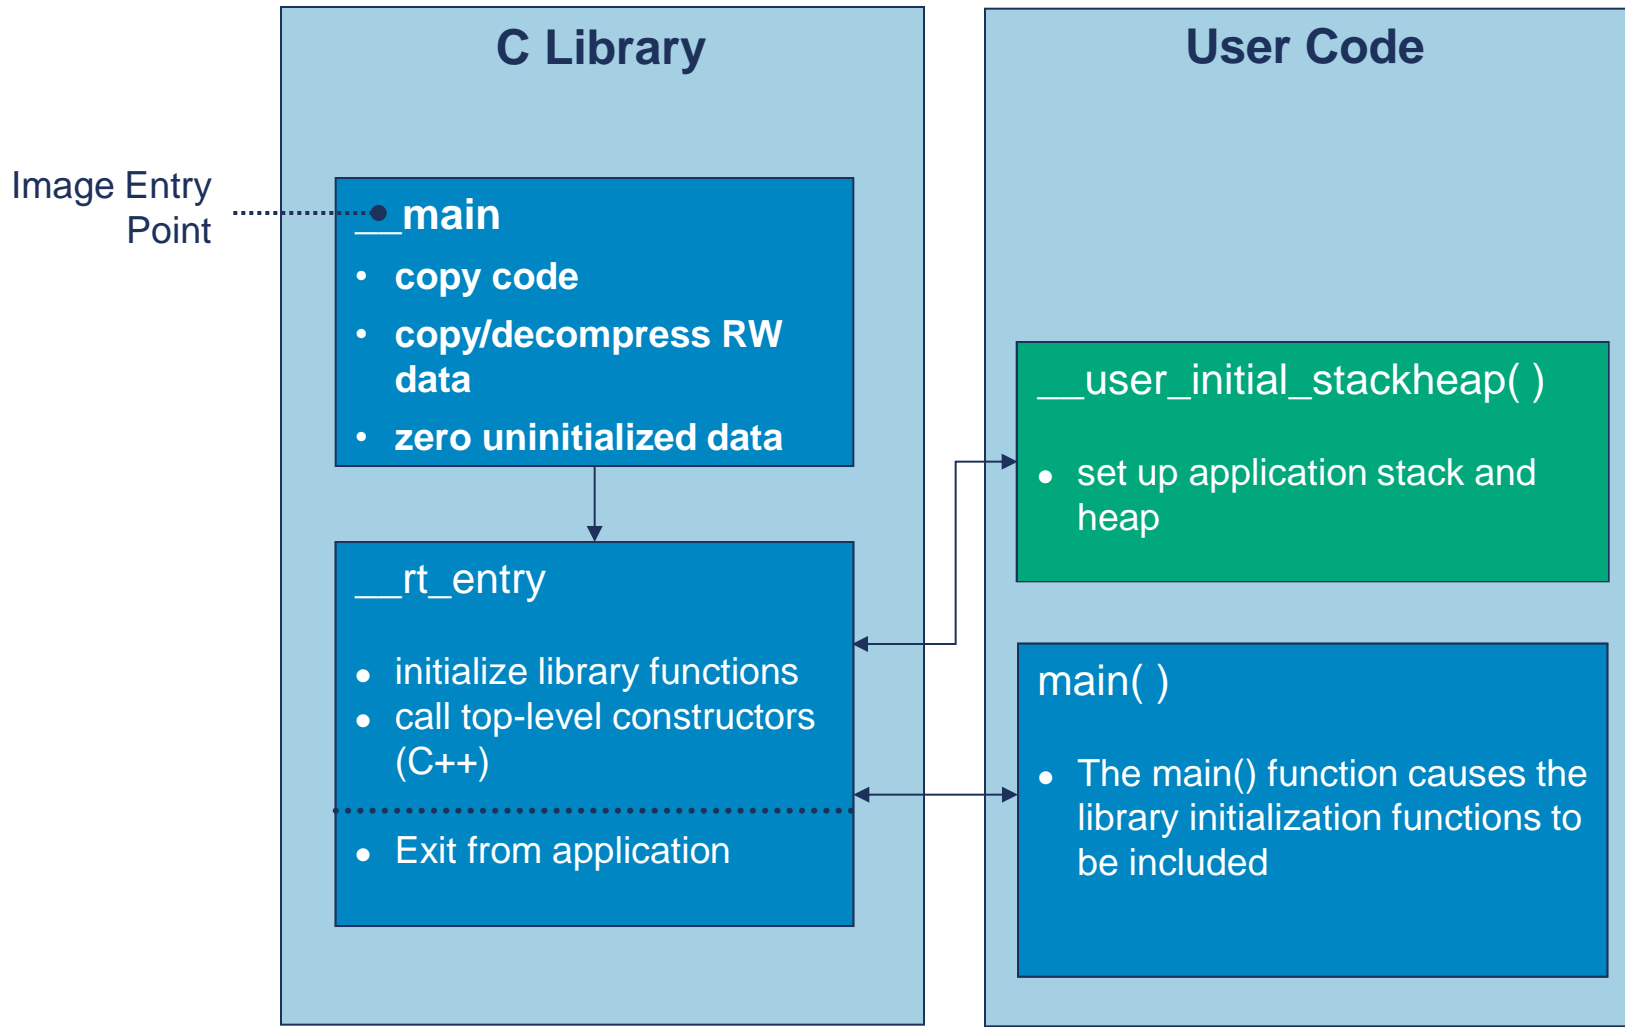 C Library
User Code
Image Entry
Point
__main
• copy code
• copy/decompress RW
data
• zero uninitialized data
__rt_entry
• initialize library functions
• call top-level constructors
(C++)
• Exit from application
__user_initial_stackheap( )
• set up application stack and
heap
main( )
• The main() function causes the
library initialization functions to
be included